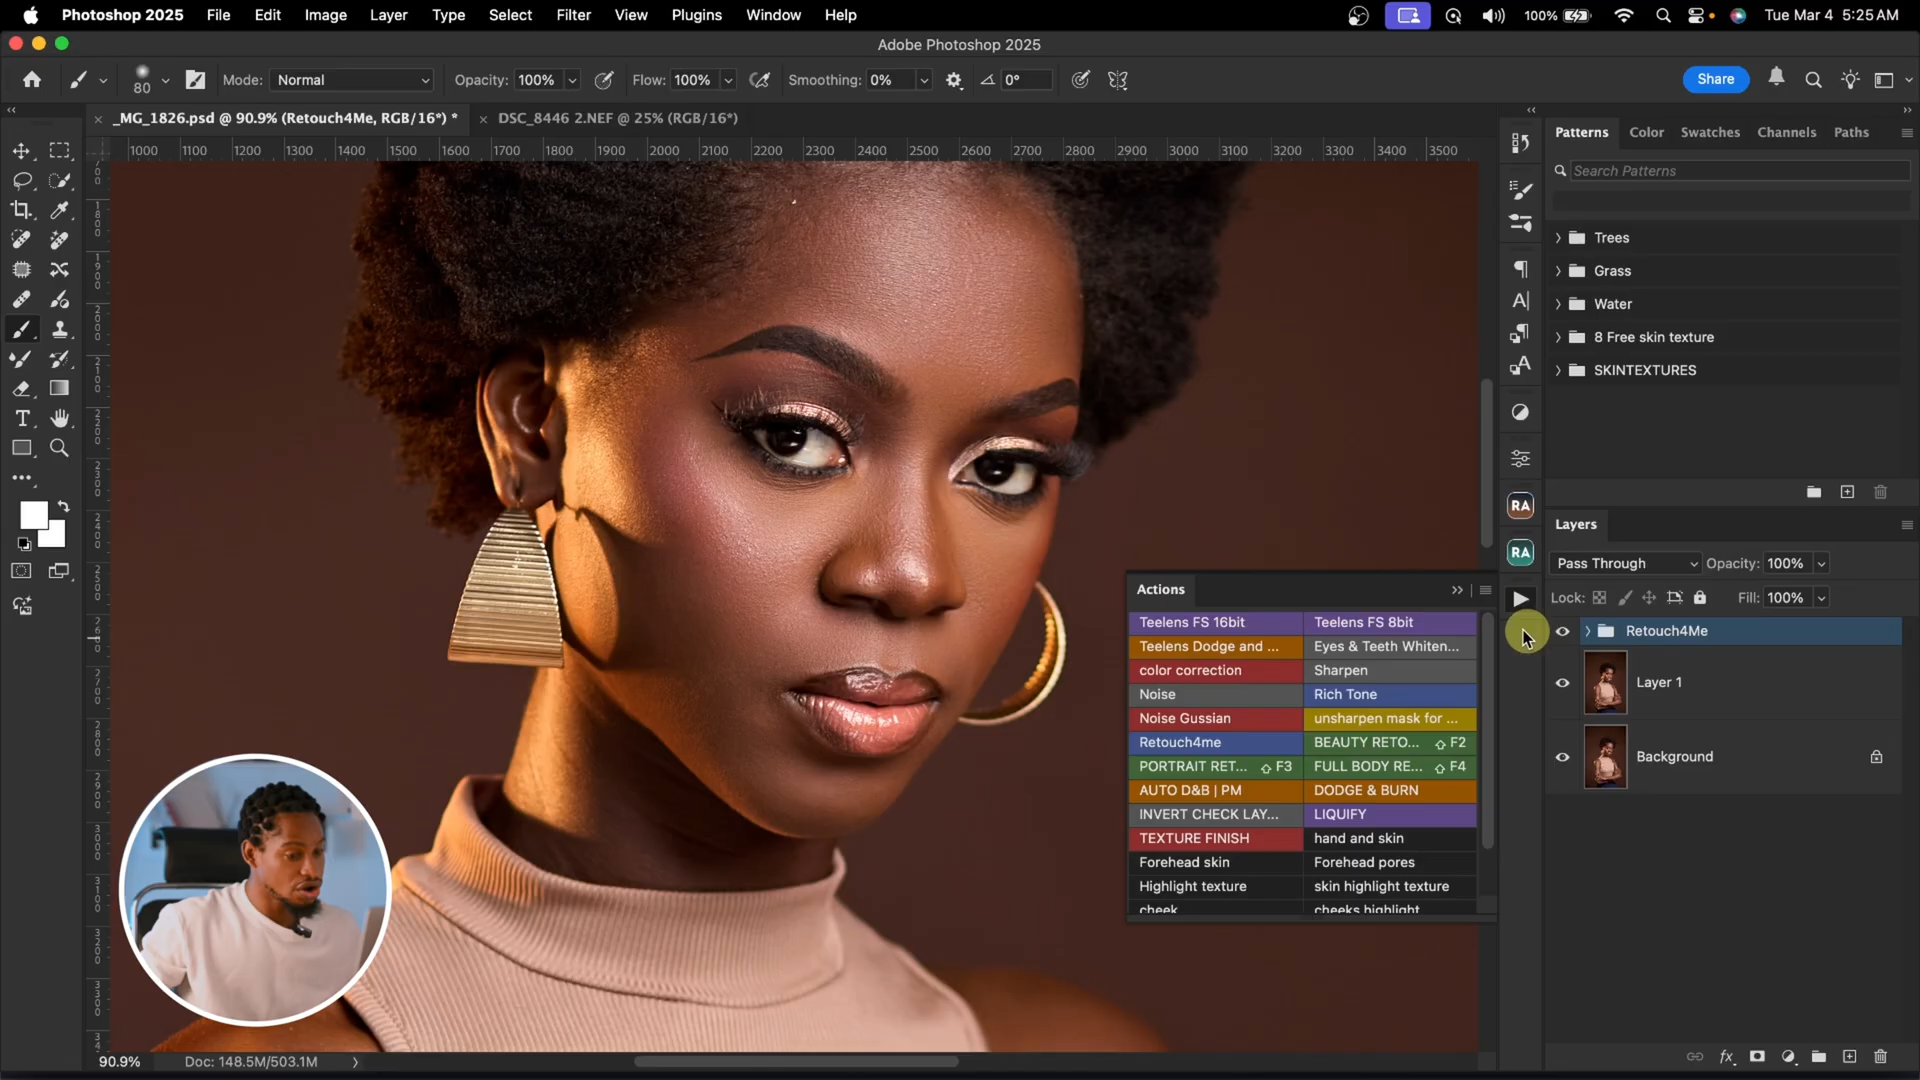 Photoshop 2025 File Edit Image Layer Type Select Filter View Plugins Window Help 100% Tue Mar 4 5:25 AM
Adobe Photoshop 2025
80 Mode: Normal Opacity: 100% Flow: 100% Smoothing: 0% 0° Share
_MG_1826.psd @ 90.9% (Retouch4Me, RGB/16*) * DSC_8446 2.NEF @ 25% (RGB/16*)
1000 1100 1200 1300 1400 1500 1600 1700 1800 1900 2000 2100 2200 2300 2400 2500 2600 2700 2800 2900 3000 3100 3200 3300 3400 3500
Patterns Color Swatches Channels Paths
Search Patterns
Trees
Grass
Water
8 Free skin texture
SKINTEXTURES
RA
RA
Layers
Pass Through Opacity: 100%
Lock: Fill: 100%
Retouch4Me
Layer 1
Background
Actions
Teelens FS 16bit Teelens FS 8bit
Teelens Dodge and ... Eyes & Teeth Whiten...
color correction Sharpen
Noise Rich Tone
Noise Gussian unsharpen mask for ...
Retouch4me BEAUTY RETO... F2
PORTRAIT RET... F3 FULL BODY RE... F4
AUTO D&B | PM DODGE & BURN
INVERT CHECK LAY... LIQUIFY
TEXTURE FINISH hand and skin
Forehead skin Forehead pores
Highlight texture skin highlight texture
cheek cheeks highlight
90.9% Doc: 148.5M/503.1M